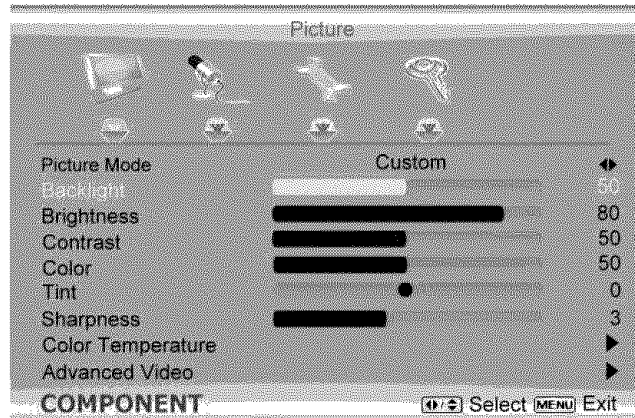 Picture
Picture Mode Custom
Backlight 50
Brightness 80
Contrast 50
Color 50
Tint 0
Sharpness 3
Color Temperature
Advanced Video
COMPONENT Select MENU Exit